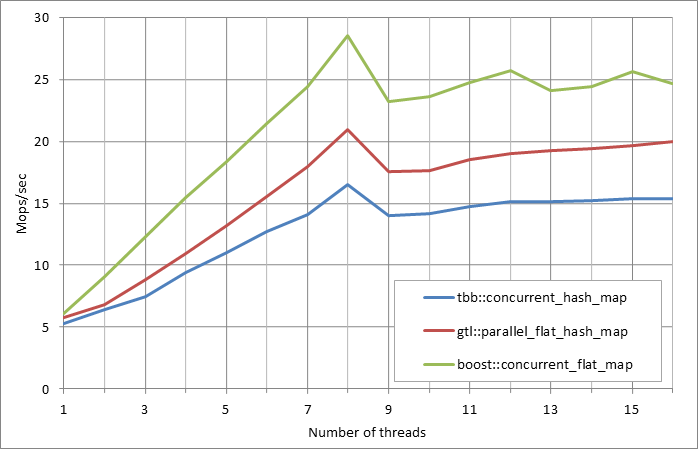 30
25
20
15
10
5
0
Mops/sec
1 3 5 7 9 11 13 15
Number of threads
tbb::concurrent_hash_map
gtl::parallel_flat_hash_map
boost::concurrent_flat_map